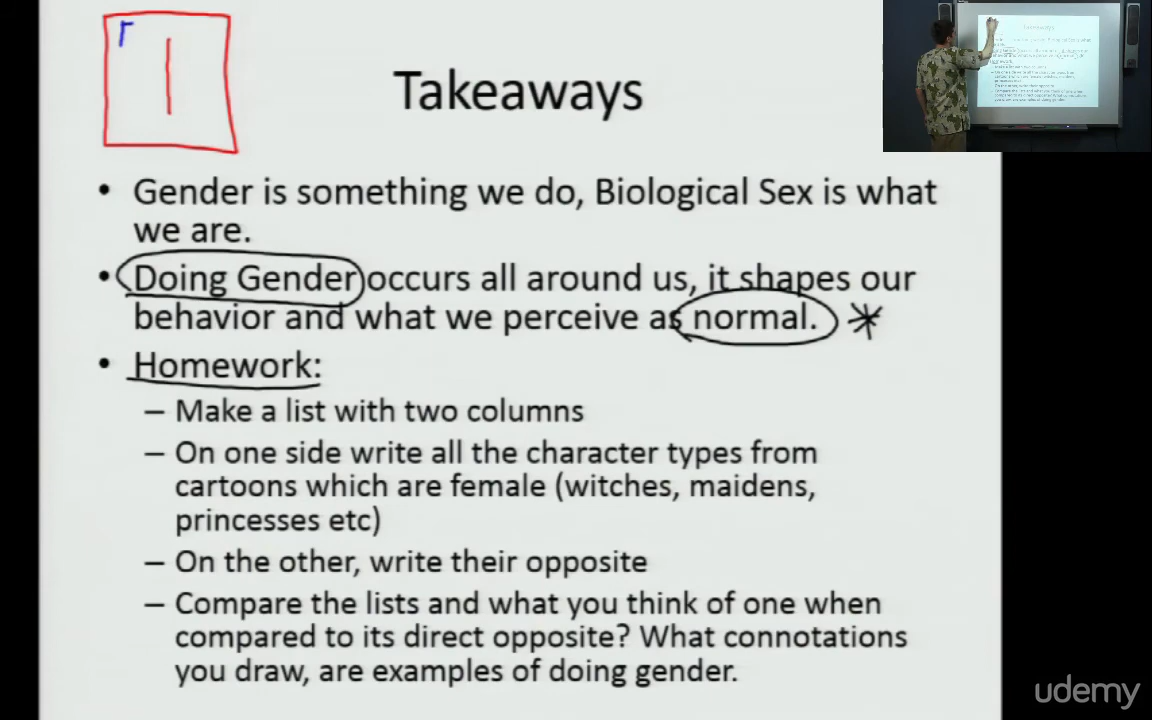 Takeaways
• Gender is something we do, Biological Sex is what
we are.
• Doing Gender occurs all around us, it shapes our
behavior and what we perceive as normal. *
• Homework:
– Make a list with two columns
– On one side write all the character types from
cartoons which are female (witches, maidens,
princesses etc)
– On the other, write their opposite
– Compare the lists and what you think of one when
compared to its direct opposite? What connotations
you draw, are examples of doing gender.
udemy